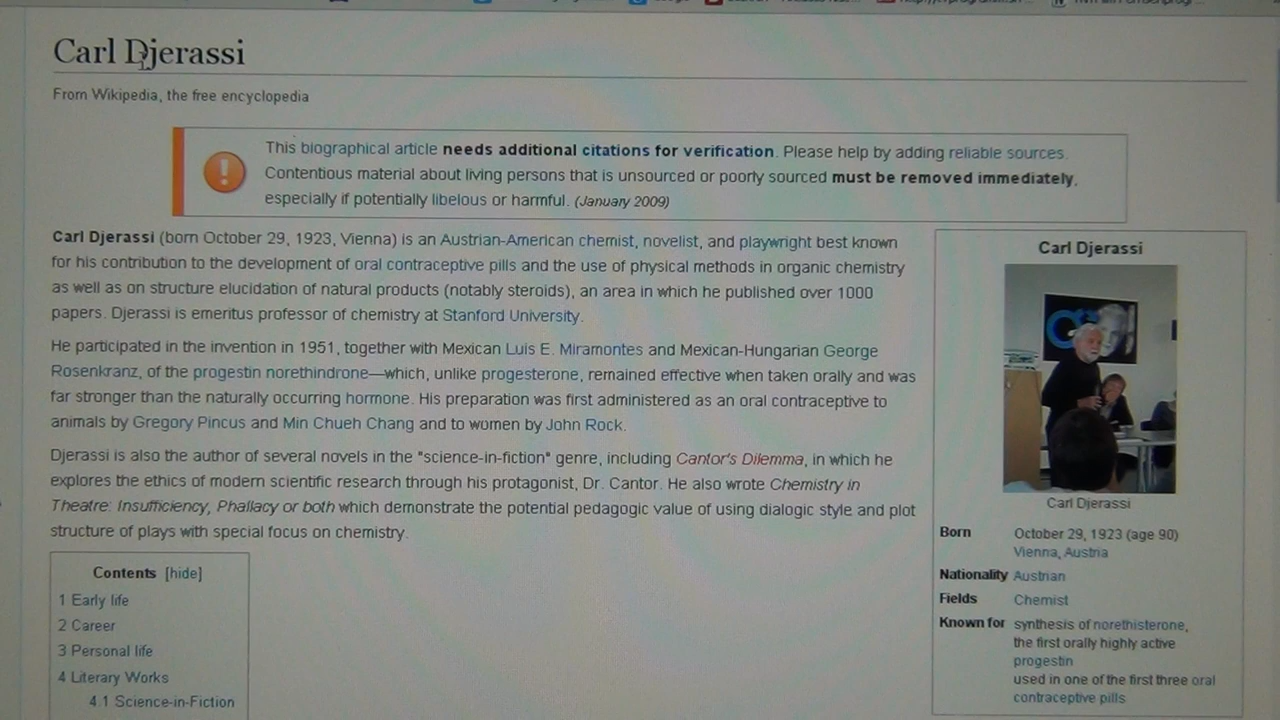 Carl Djerassi
From Wikipedia, the free encyclopedia
This biographical article needs additional citations for verification. Please help by adding reliable sources.
Contentious material about living persons that is unsourced or poorly sourced must be removed immediately,
especially if potentially libelous or harmful. (January 2009)
Carl Djerassi (born October 29, 1923, Vienna) is an Austrian-American chemist, novelist, and playwright best known
for his contribution to the development of oral contraceptive pills and the use of physical methods in organic chemistry
as well as on structure elucidation of natural products (notably steroids), an area in which he published over 1000
papers. Djerassi is emeritus professor of chemistry at Stanford University.
He participated in the invention in 1951, together with Mexican Luis E. Miramontes and Mexican-Hungarian George
Rosenkranz, of the progestin norethindrone—which, unlike progesterone, remained effective when taken orally and was
far stronger than the naturally occurring hormone. His preparation was first administered as an oral contraceptive to
animals by Gregory Pincus and Min Chueh Chang and to women by John Rock.
Djerassi is also the author of several novels in the "science-in-fiction" genre, including Cantor's Dilemma, in which he
explores the ethics of modern scientific research through his protagonist, Dr. Cantor. He also wrote Chemistry in
Theatre: Insufficiency, Phallacy or both which demonstrate the potential pedagogic value of using dialogic style and plot
structure of plays with special focus on chemistry.
Contents [hide]
1 Early life
2 Career
3 Personal life
4 Literary Works
4.1 Science-in-Fiction
Carl Djerassi
Carl Djerassi
Born October 29, 1923 (age 90)
Vienna, Austria
Nationality Austrian
Fields Chemist
Known for synthesis of norethisterone,
the first orally highly active
progestin
used in one of the first three oral
contraceptive pills